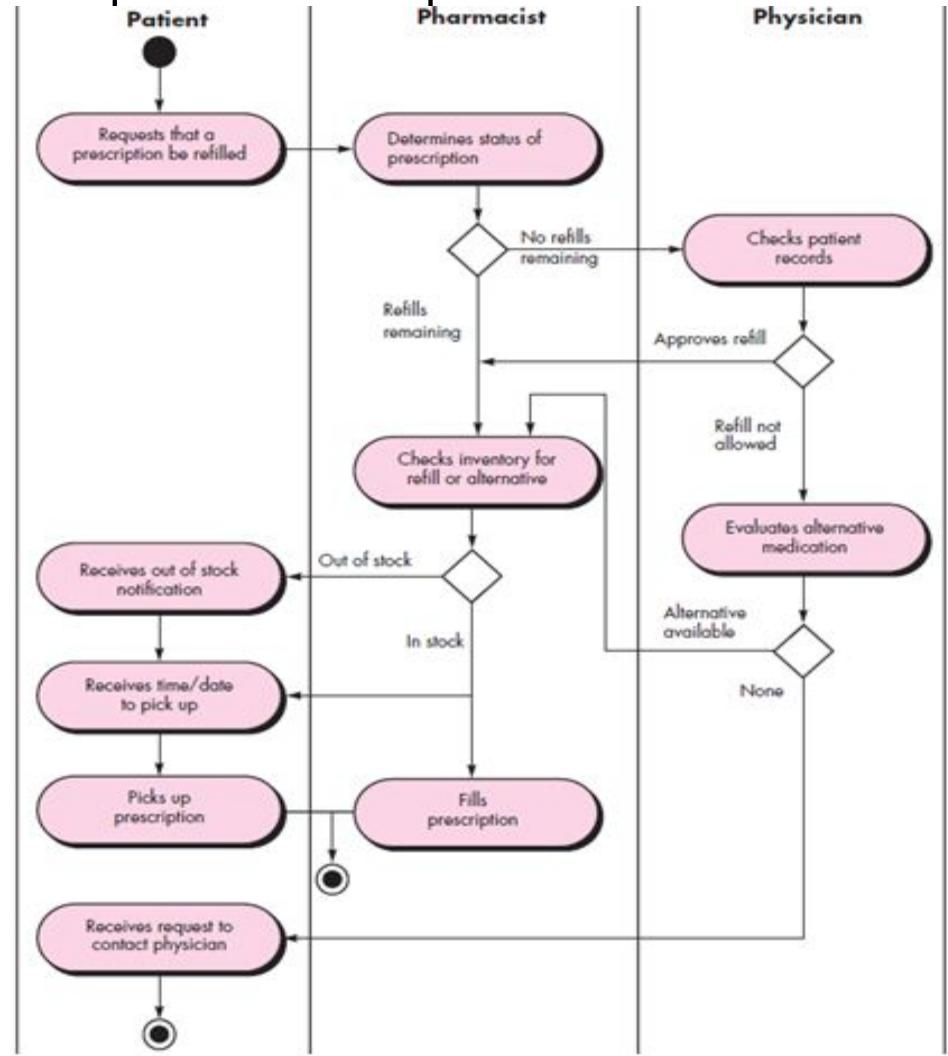 Patient
Pharmacist
Physician
Requests that a
prescription be refilled
Determines status of
prescription
No refills
remaining
Checks patient
records
Refills
remaining
Approves refill
Refill not
allowed
Checks inventory for
refill or alternative
Evaluates alternative
medication
Out of stock
Receives out of stock
notification
Alternative
available
In stock
None
Receives time/date
to pick up
Picks up
prescription
Fills
prescription
Receives request to
contact physician